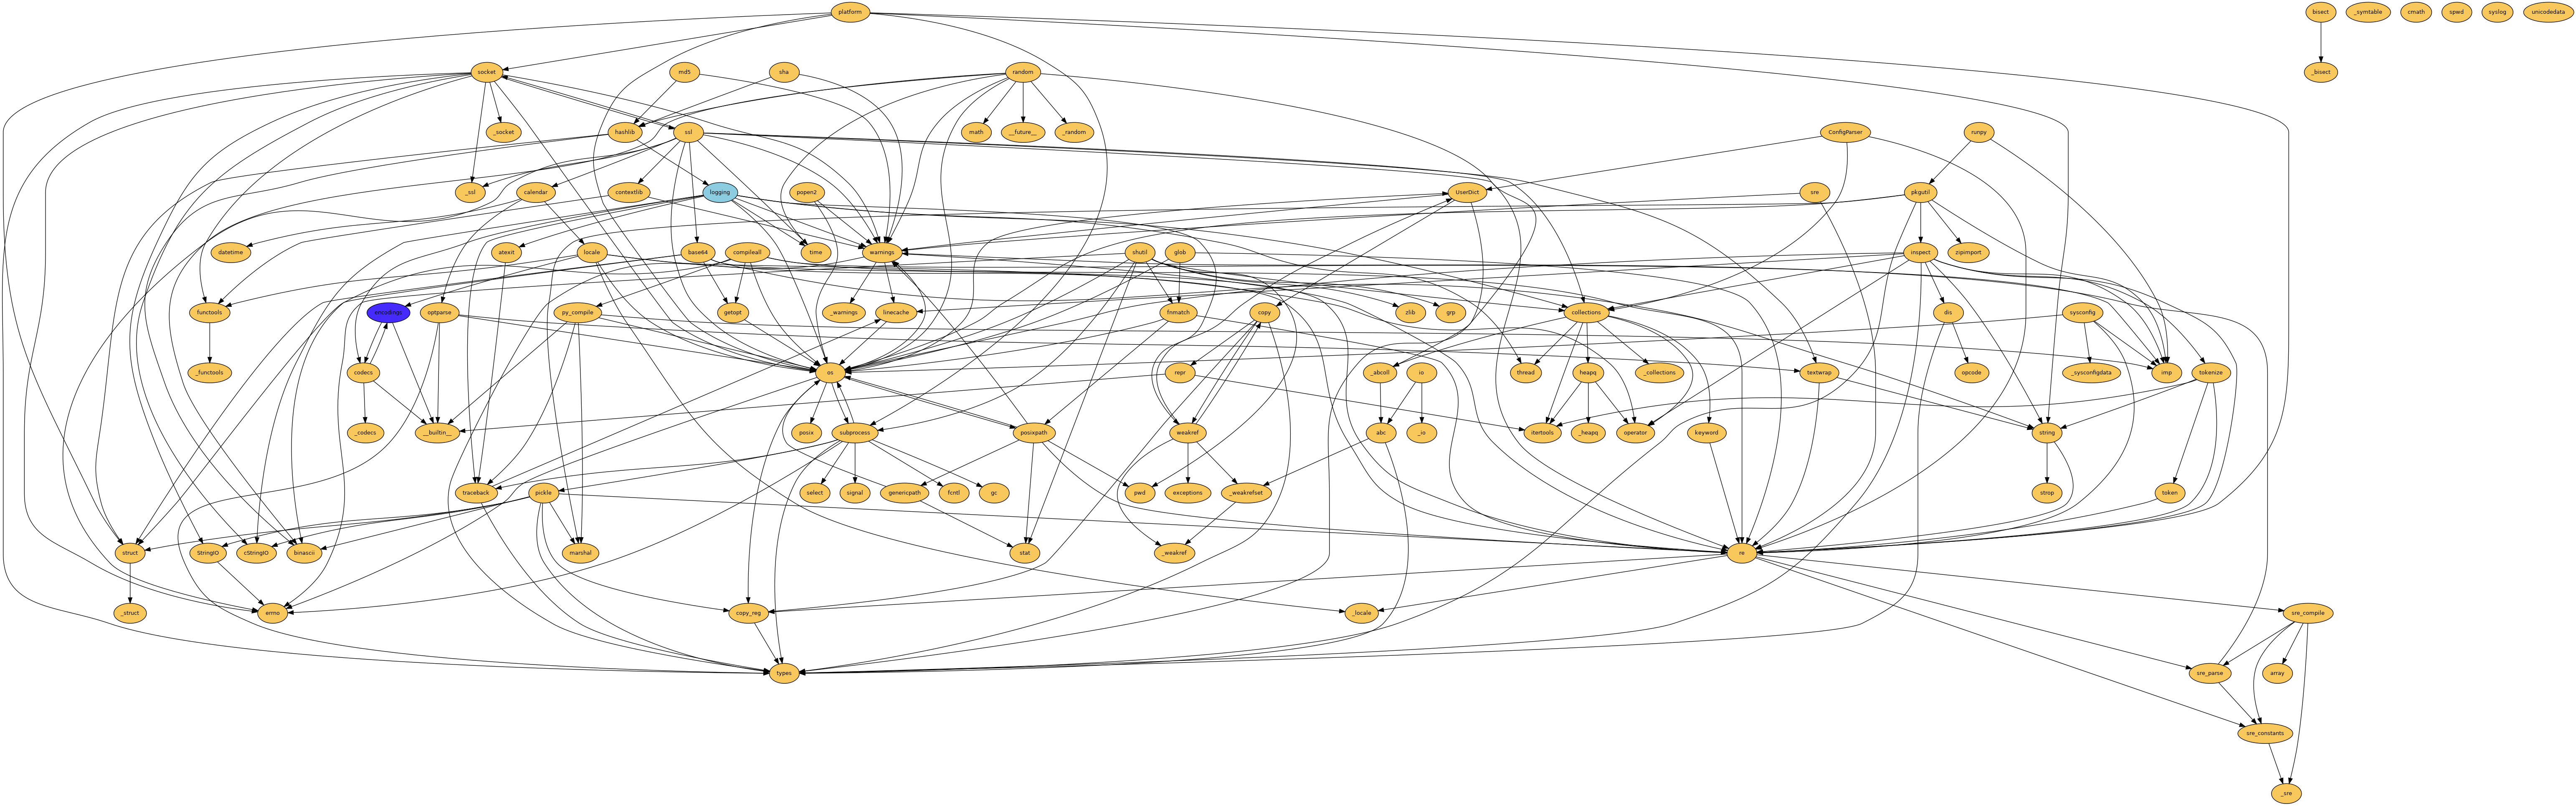 platform
bisect
_symtable
cmath
spwd
syslog
unicodedata
socket
md5
sha
random
_bisect
_socket
hashlib
ssl
math
__future__
_random
ConfigParser
runpy
_ssl
calendar
contextlib
logging
popen2
UserDict
sre
pkgutil
datetime
atexit
locale
base64
compileall
time
warnings
shutil
glob
inspect
zipimport
functools
encodings
optparse
py_compile
getopt
_warnings
linecache
fnmatch
copy
zlib
grp
collections
dis
sysconfig
_functools
codecs
os
repr
_abcoll
io
thread
heapq
_collections
textwrap
opcode
_sysconfigdata
imp
tokenize
_codecs
__builtin__
posix
subprocess
posixpath
weakref
abc
_io
itertools
_heapq
operator
keyword
string
traceback
pickle
select
signal
genericpath
fcntl
gc
pwd
exceptions
_weakrefset
strop
token
struct
StringIO
cStringIO
binascii
marshal
stat
_weakref
re
_struct
errno
copy_reg
_locale
sre_compile
types
sre_parse
array
sre_constants
_sre